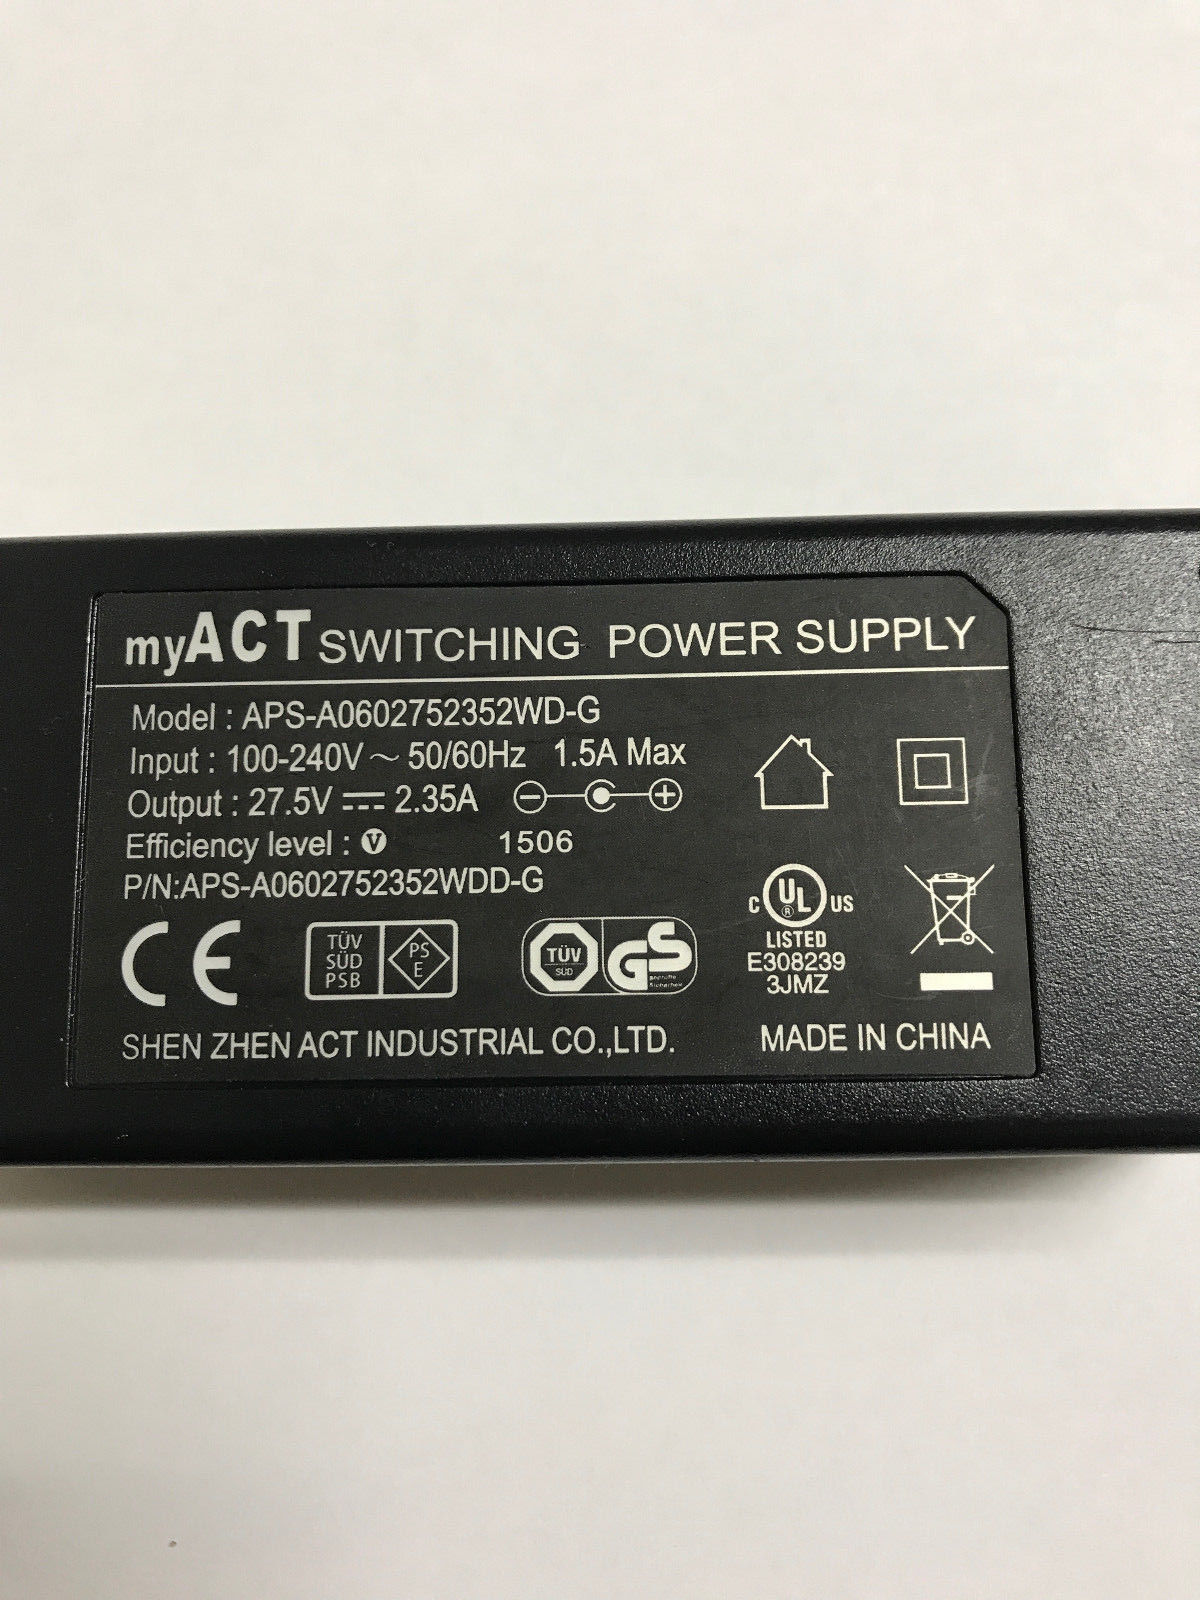 myACT SWITCHING POWER SUPPLY
Model : APS-A0602752352WD-G
Input : 100-240V ~ 50/60Hz 1.5A Max
Output : 27.5V ⎓ 2.35A
Efficiency level : V 1506
P/N:APS-A0602752352WDD-G
CE
TÜV
SÜD
PSB
PS
E
TÜV
SÜD
GS
geprüfte
Sicherheit
C UL ® US
LISTED
E308239
3JMZ
SHEN ZHEN ACT INDUSTRIAL CO.,LTD. MADE IN CHINA